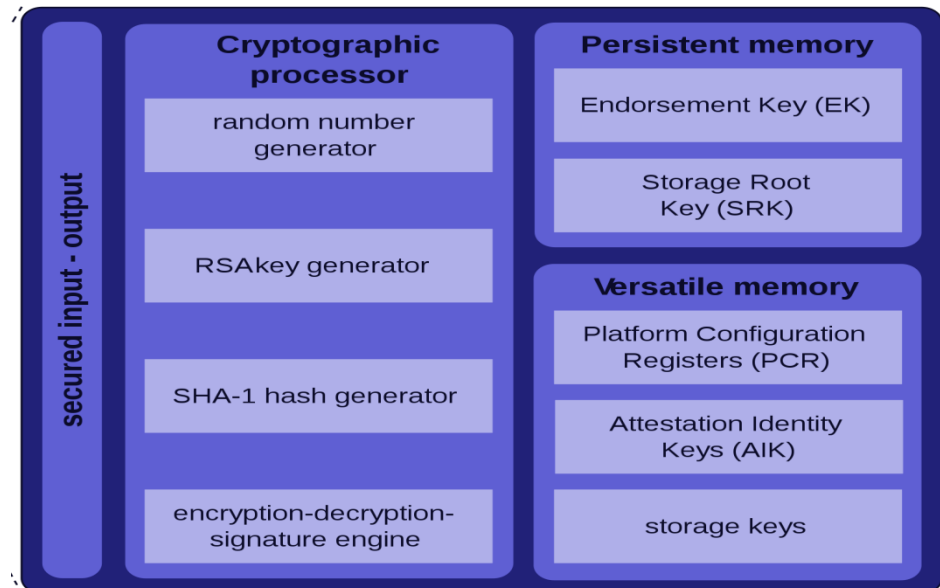 secured input - output
Cryptographic
processor
random number
generator
RSAkey generator
SHA-1 hash generator
encryption-decryption-
signature engine
Persistent memory
Endorsement Key (EK)
Storage Root
Key (SRK)
Versatile memory
Platform Configuration
Registers (PCR)
Attestation Identity
Keys (AIK)
storage keys